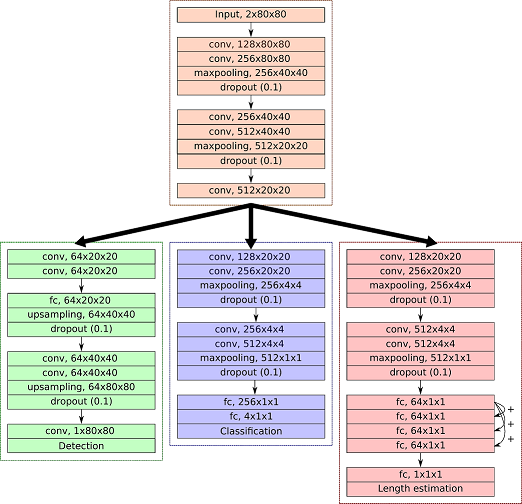 Input, 2x80x80
conv, 128x80x80
conv, 256x80x80
maxpooling, 256x40x40
dropout (0.1)
conv, 256x40x40
conv, 512x40x40
maxpooling, 512x20x20
dropout (0.1)
conv, 512x20x20
conv, 64x20x20
conv, 64x20x20
fc, 64x20x20
upsampling, 64x40x40
dropout (0.1)
conv, 64x40x40
conv, 64x40x40
upsampling, 64x80x80
dropout (0.1)
conv, 1x80x80
Detection
conv, 128x20x20
conv, 256x20x20
maxpooling, 256x4x4
dropout (0.1)
conv, 256x4x4
conv, 512x4x4
maxpooling, 512x1x1
dropout (0.1)
fc, 256x1x1
fc, 4x1x1
Classification
conv, 128x20x20
conv, 256x20x20
maxpooling, 256x4x4
dropout (0.1)
conv, 512x4x4
conv, 512x4x4
maxpooling, 512x1x1
dropout (0.1)
fc, 64x1x1
+
fc, 64x1x1
+
fc, 64x1x1
+
fc, 64x1x1
fc, 1x1x1
Length estimation